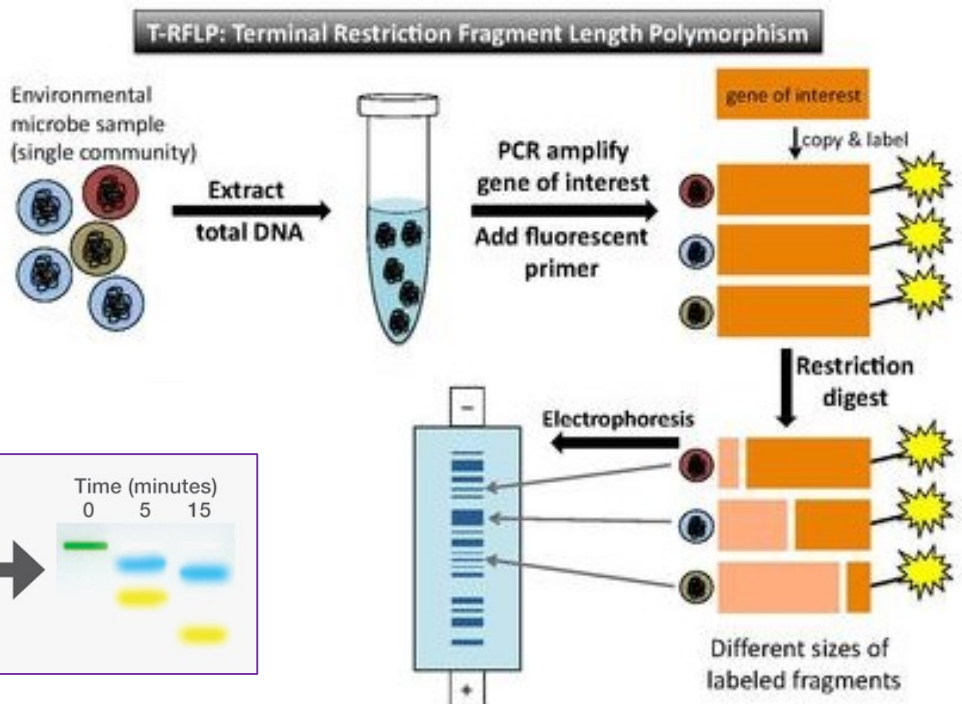 T-RFLP: Terminal Restriction Fragment Length Polymorphism
Environmental
microbe sample
(single community)
Extract
total DNA
PCR amplify
gene of interest
Add fluorescent
primer
gene of interest
copy & label
Restriction
digest
Electrophoresis
−
+
Different sizes of
labeled fragments
Time (minutes)
0 5 15